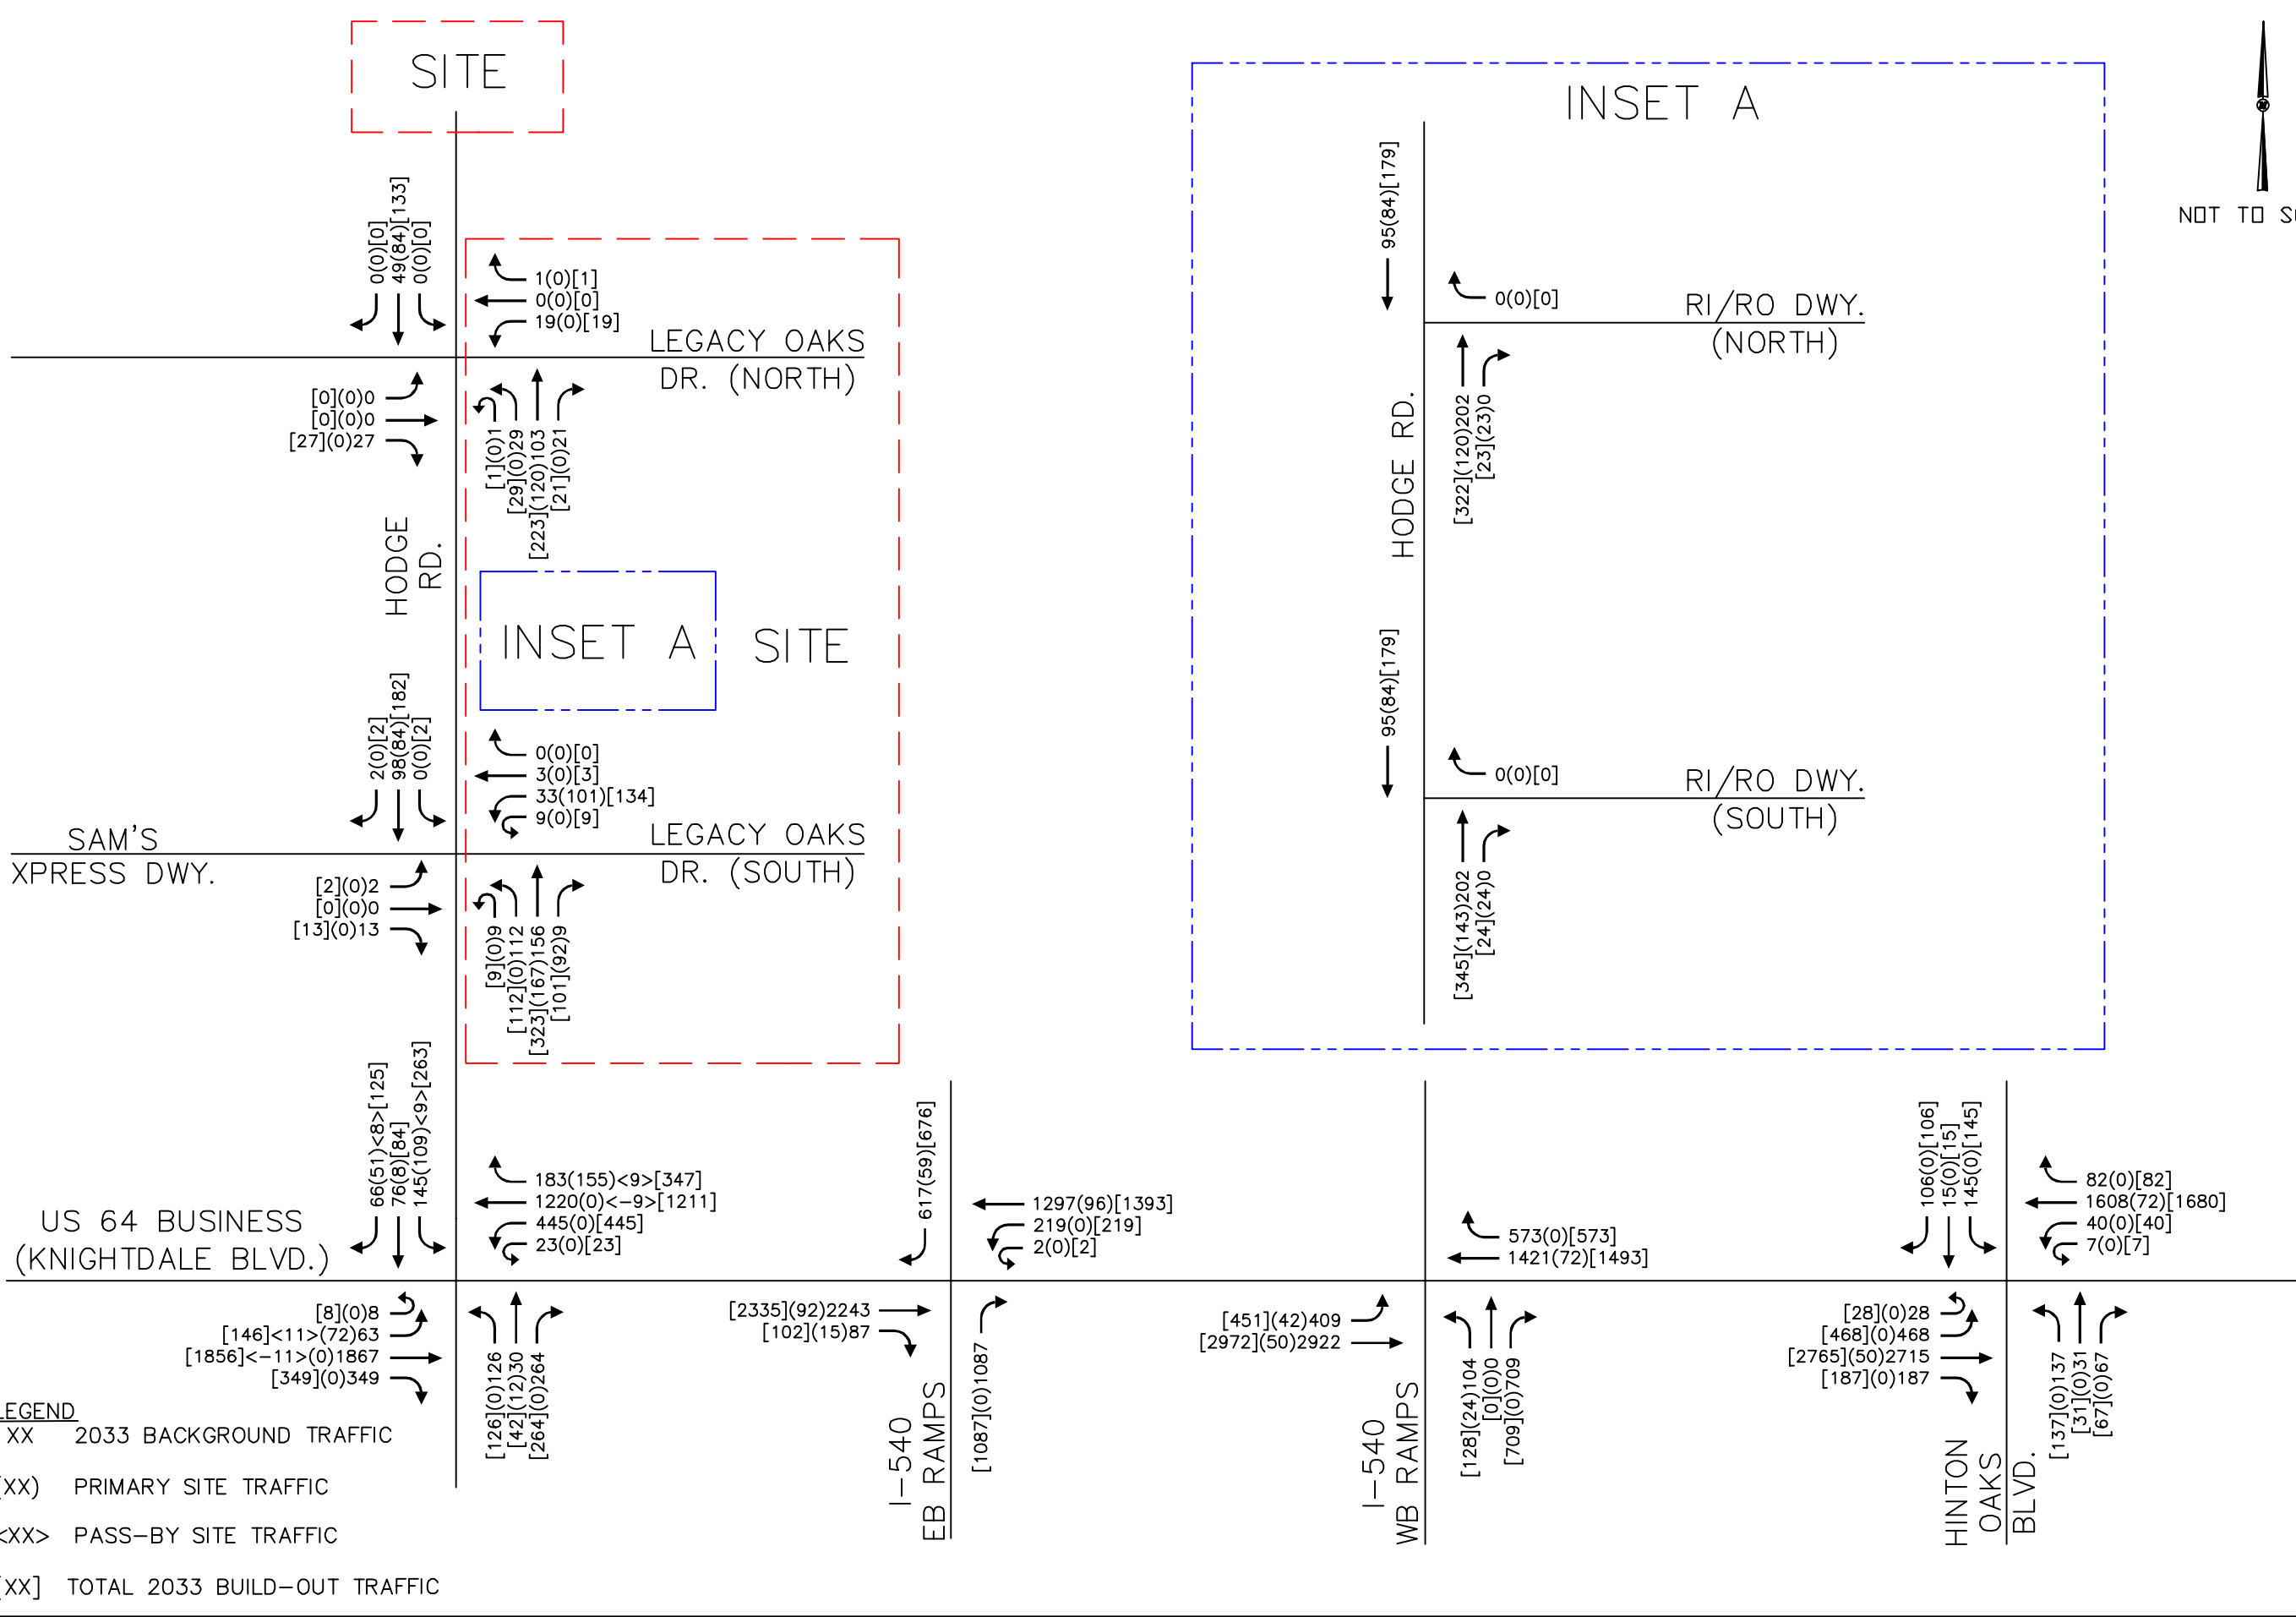 SITE
INSET A
NOT TO S
0(0)[0]
49(84)[133]
0(0)[0]
1(0)[1]
0(0)[0]
19(0)[19]
LEGACY OAKS
DR. (NORTH)
[0](0)0
[0](0)0
[27](0)27
[1](0)1
[29](0)29
[223](120)103
[21](0)21
HODGE
RD.
INSET A
SITE
95(84)[179]
0(0)[0]
RI/RO DWY.
(NORTH)
[322](120)202
[23](23)0
HODGE RD.
95(84)[179]
0(0)[0]
RI/RO DWY.
(SOUTH)
[345](143)202
[24](24)0
2(0)[2]
98(84)[182]
0(0)[2]
0(0)[0]
3(0)[3]
33(101)[134]
9(0)[9]
SAM'S
XPRESS DWY.
LEGACY OAKS
DR. (SOUTH)
[2](0)2
[0](0)0
[13](0)13
[9](0)9
[112](0)112
[323](167)156
[101](92)9
66(51)<8>[125]
76(8)[84]
145(109)<9>[263]
183(155)<9>[347]
1220(0)<-9>[1211]
445(0)[445]
23(0)[23]
US 64 BUSINESS
(KNIGHTDALE BLVD.)
[8](0)8
[146]<11>(72)63
[1856]<-11>(0)1867
[349](0)349
[126](0)126
[42](12)30
[264](0)264
617(59)[676]
1297(96)[1393]
219(0)[219]
2(0)[2]
[2335](92)2243
[102](15)87
[1087](0)1087
I-540
EB RAMPS
573(0)[573]
1421(72)[1493]
[451](42)409
[2972](50)2922
[128](24)104
[0](0)0
[709](0)709
I-540
WB RAMPS
106(0)[106]
15(0)[15]
145(0)[145]
82(0)[82]
1608(72)[1680]
40(0)[40]
7(0)[7]
[28](0)28
[468](0)468
[2765](50)2715
[187](0)187
[137](0)137
[31](0)31
[67](0)67
HINTON
OAKS
BLVD.
LEGEND
XX 2033 BACKGROUND TRAFFIC
(XX) PRIMARY SITE TRAFFIC
<XX> PASS-BY SITE TRAFFIC
[XX] TOTAL 2033 BUILD-OUT TRAFFIC